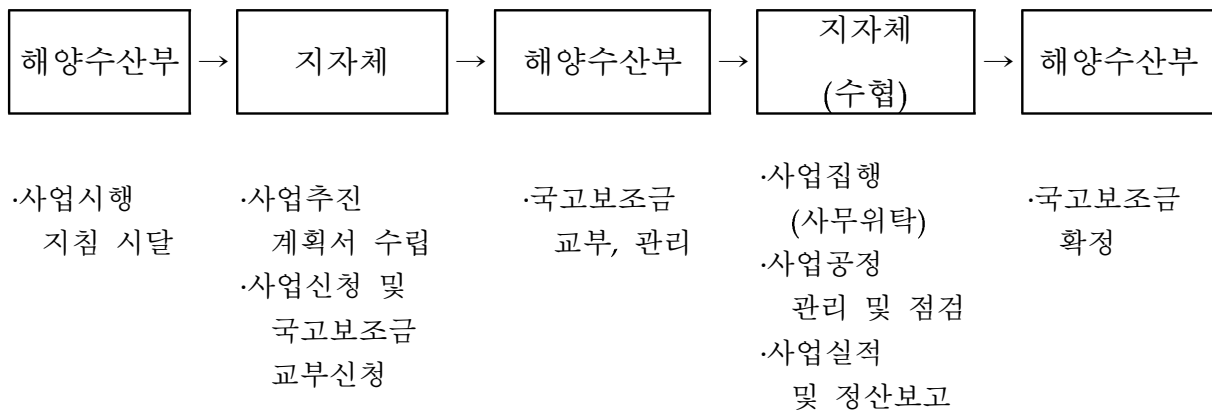 해양수산부 → 지자체 → 해양수산부 → 지자체 (수협) → 해양수산부
·사업시행
지침 시달
·사업추진
계획서 수립
·사업신청 및
국고보조금
교부신청
·국고보조금
교부, 관리
·사업집행
(사무위탁)
·사업공정
관리 및 점검
·사업실적
및 정산보고
·국고보조금
확정